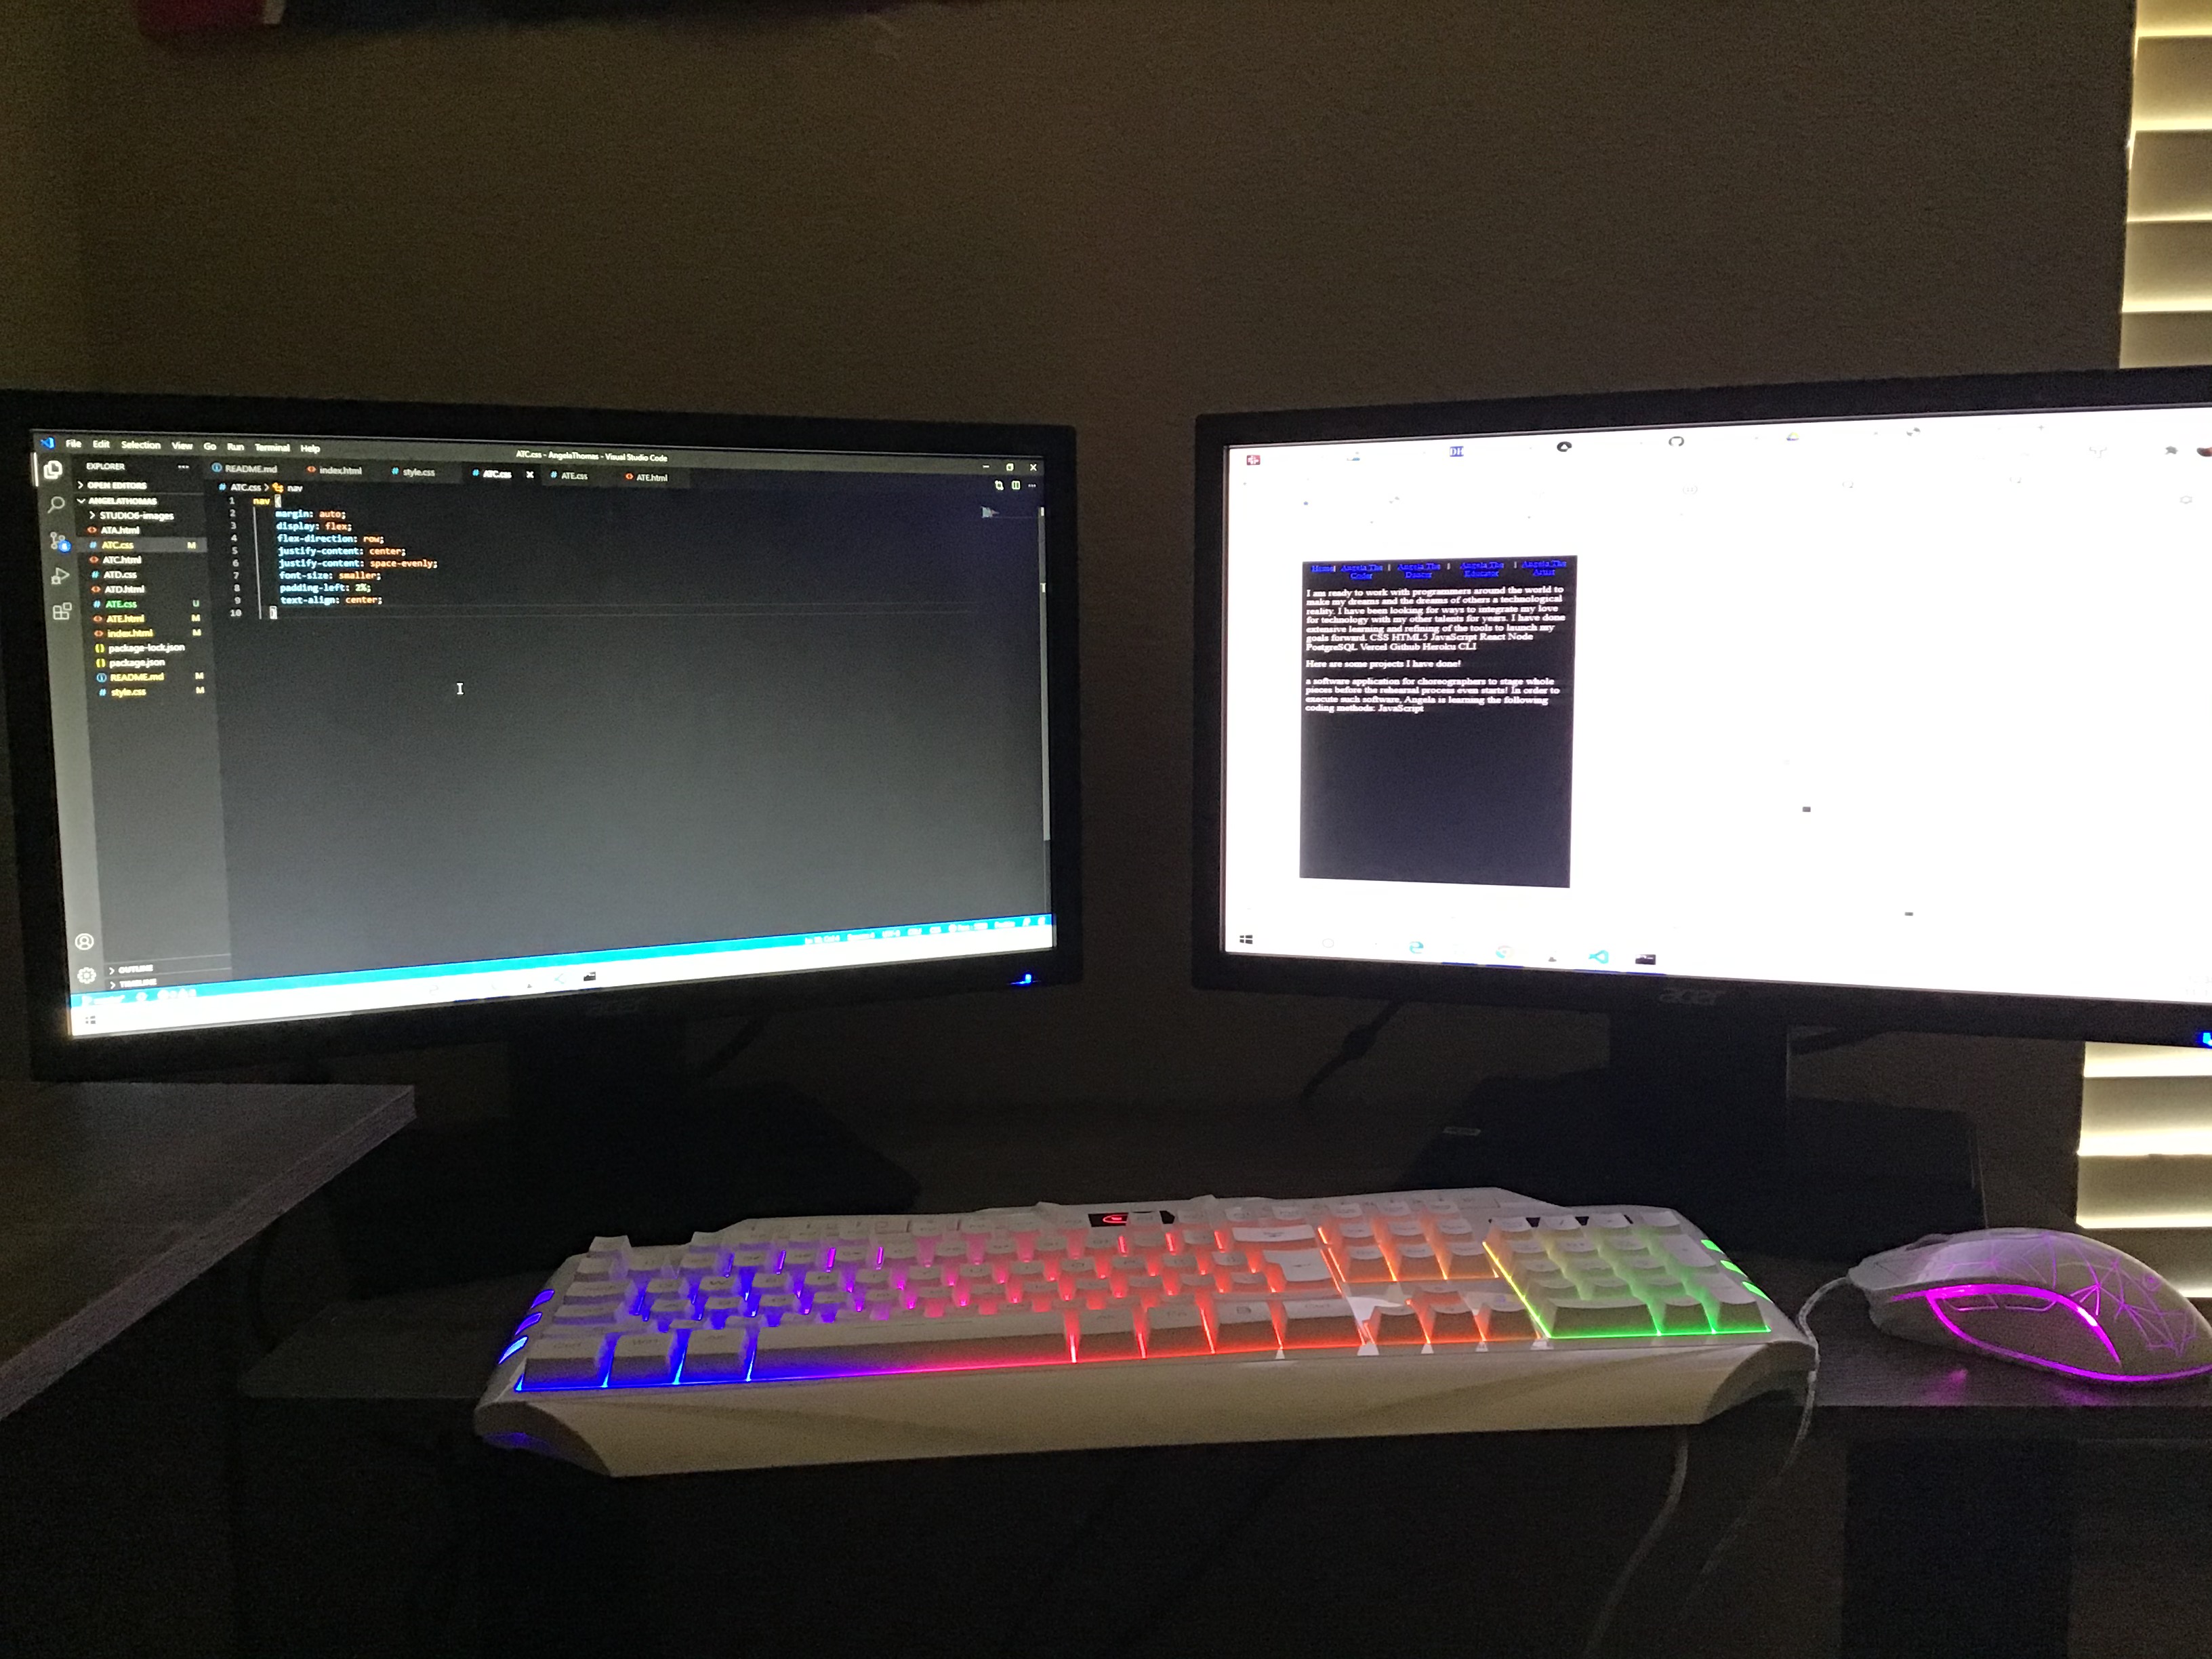 File Edit Selection View Go Run Terminal Help
ATC.css - AngelaThomas - Visual Studio Code
EXPLORER
README.md index.html style.css ATC.css ATE.css ATE.html
OPEN EDITORS
ATC.css > nav
ANGELATHOMAS
STUDIO6-images
ATA.html
ATC.css M
ATC.html
ATD.css
ATD.html
ATE.css U
ATE.html M
index.html M
package-lock.json
package.json
README.md M
style.css M
OUTLINE
TIMELINE
1 nav {
2 margin: auto;
3 display: flex;
4 flex-direction: row;
5 justify-content: center;
6 justify-content: space-evenly;
7 font-size: smaller;
8 padding-left: 2%;
9 text-align: center;
10 }
acer
DH
Home| Angela The | Angela The | Angela The | Angela The
Coder Dancer Educator Artist
I am ready to work with programmers around the world to
make my dreams and the dreams of others a technological
reality. I have been looking for ways to integrate my love
for technology with my other talents for years. I have done
extensive learning and refining of the tools to launch my
goals forward. CSS HTML5 JavaScript React Node
PostgreSQL Vercel Github Heroku CLI
Here are some projects I have done!
a software application for choreographers to stage whole
pieces before the rehearsal process even starts! In order to
execute such software, Angela is learning the following
coding methods: JavaScript
acer